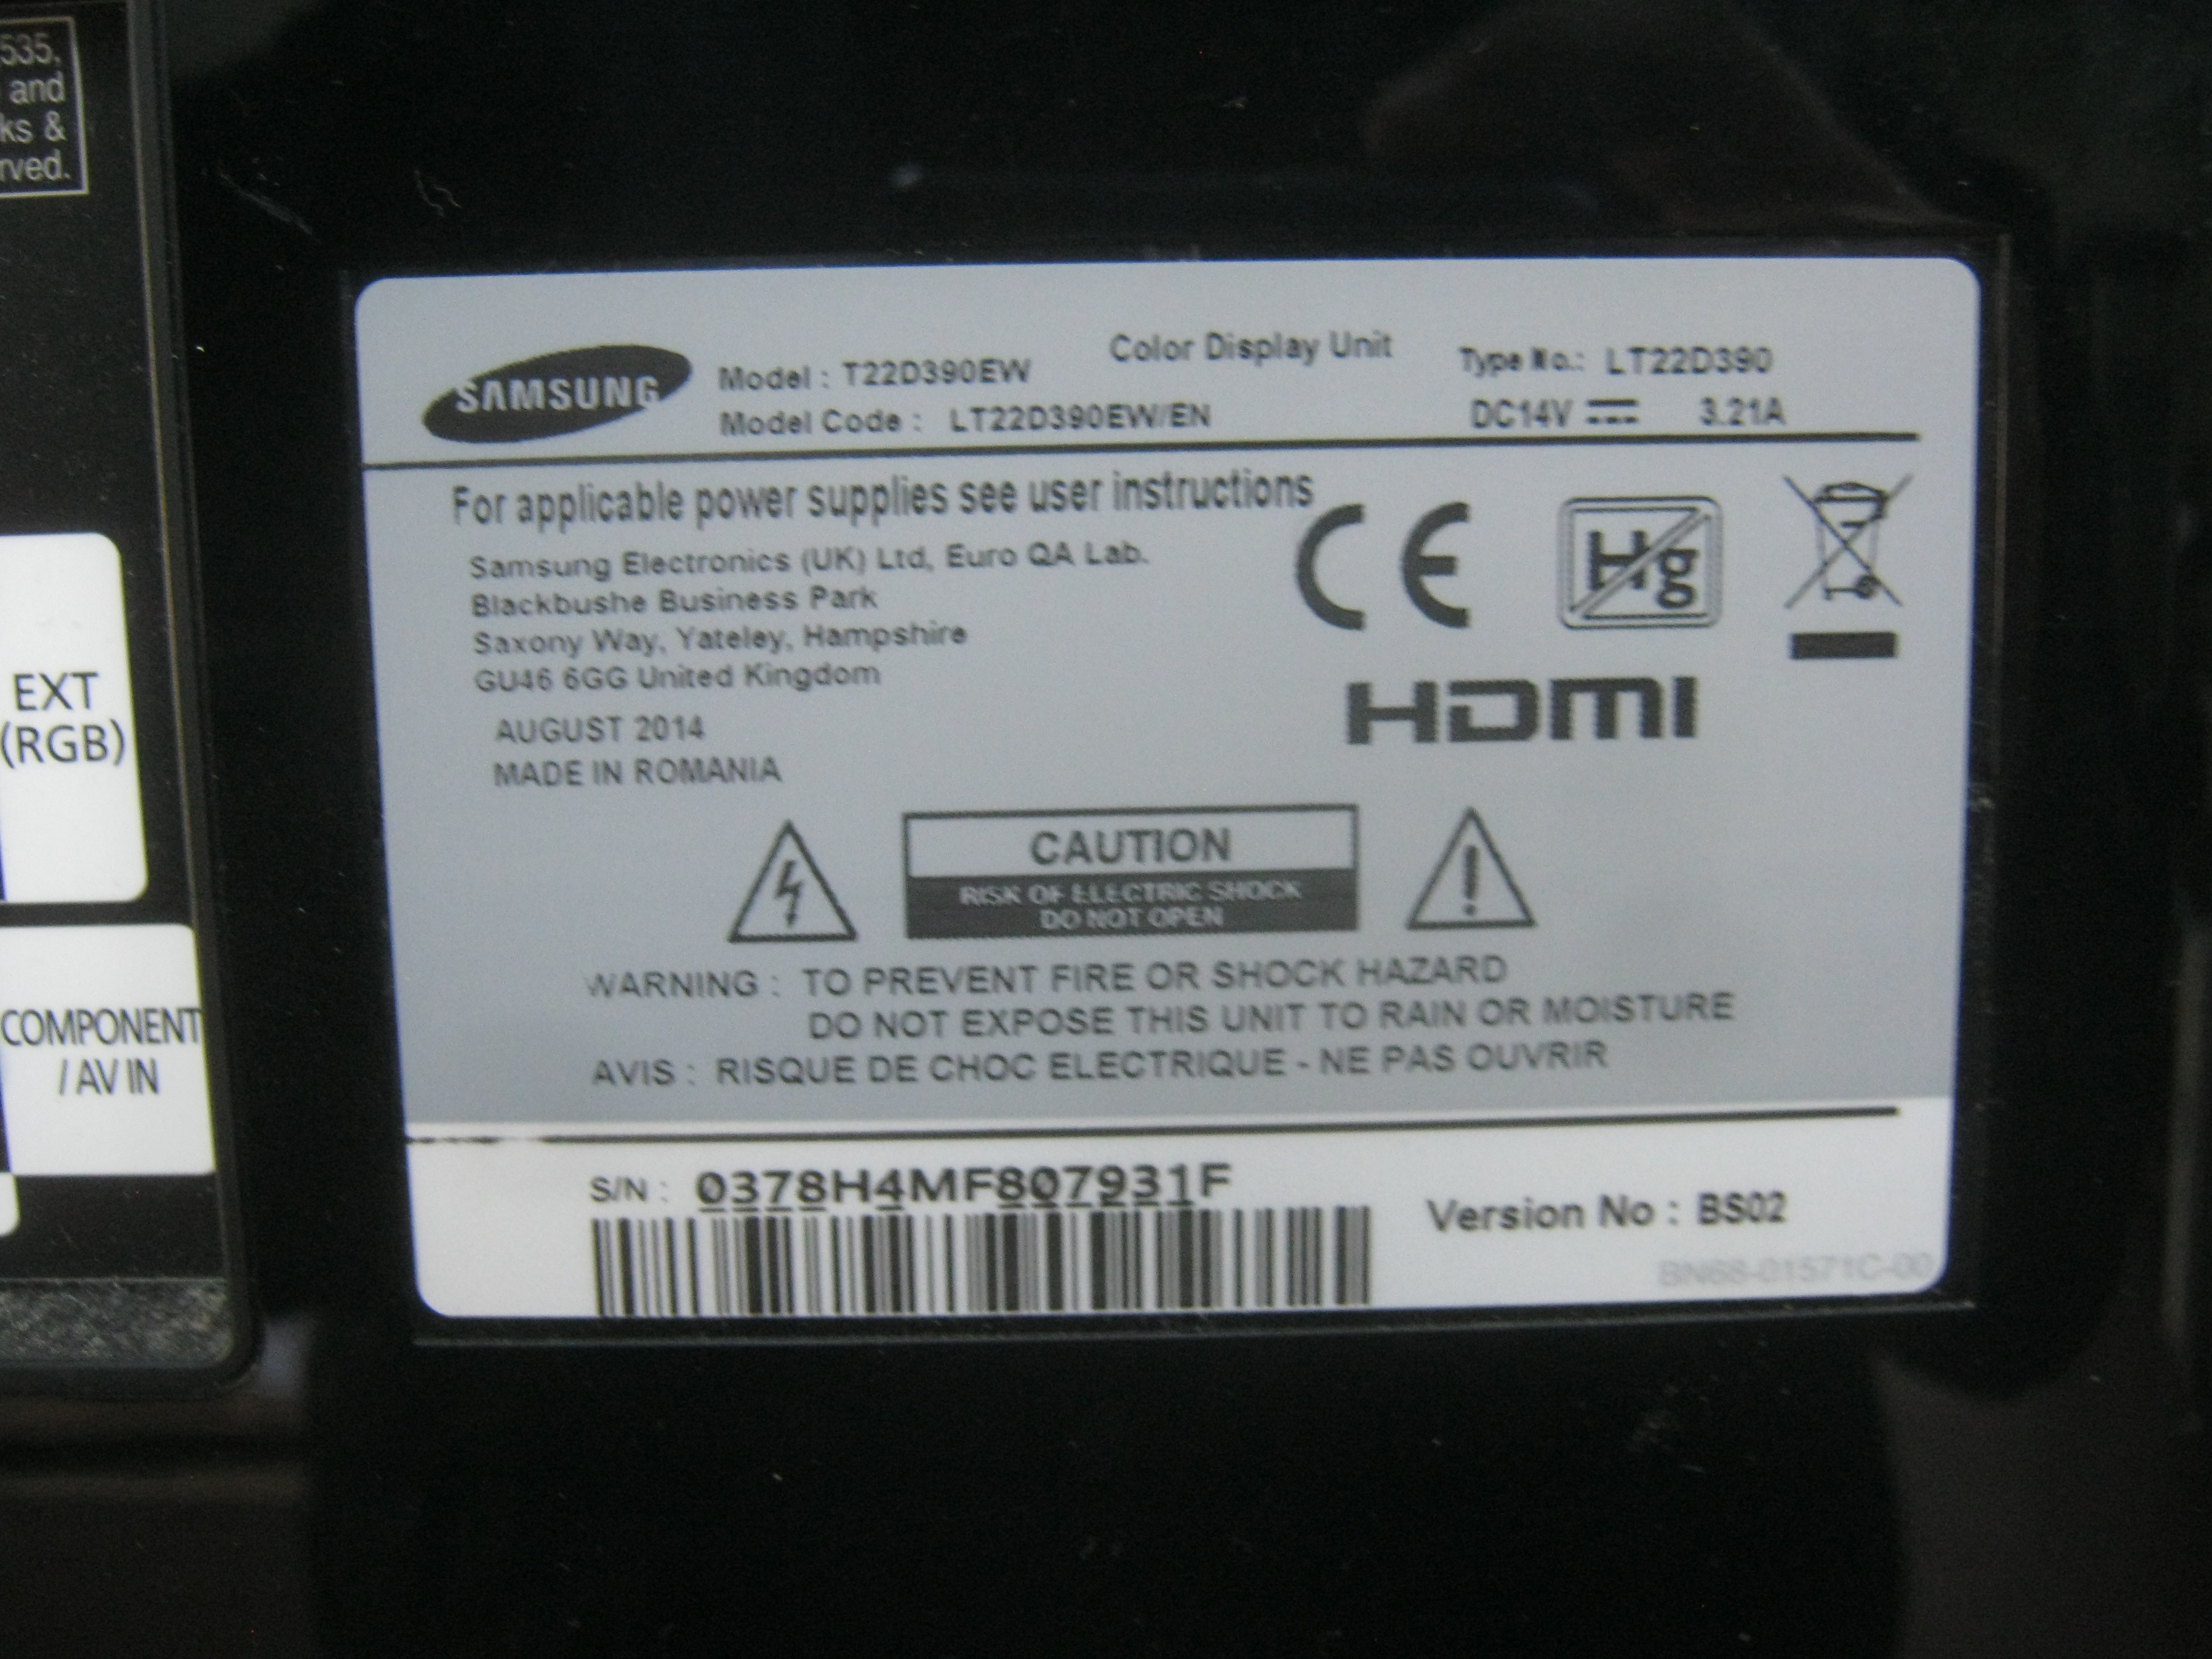 535,
and
ks &
rved.
EXT
(RGB)
COMPONENT
/ AV IN
SAMSUNG
Model : T22D390EW
Model Code : LT22D390EW/EN
Color Display Unit
Type No.: LT22D390
DC14V 3.21A
For applicable power supplies see user instructions
Samsung Electronics (UK) Ltd, Euro QA Lab.
Blackbushe Business Park
Saxony Way, Yateley, Hampshire
GU46 6GG United Kingdom
AUGUST 2014
MADE IN ROMANIA
CE
Hg
HDMI
CAUTION
RISK OF ELECTRIC SHOCK
DO NOT OPEN
WARNING : TO PREVENT FIRE OR SHOCK HAZARD
DO NOT EXPOSE THIS UNIT TO RAIN OR MOISTURE
AVIS : RISQUE DE CHOC ELECTRIQUE - NE PAS OUVRIR
S/N : 0378H4MF807931F
Version No : BS02
BN68-01571C-00